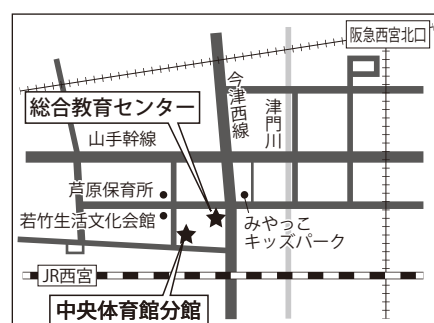 阪急西宮北口
総合教育センター
今津西線
津門川
山手幹線
芦原保育所
若竹生活文化会館
みやっこ
キッズパーク
JR西宮
中央体育館分館